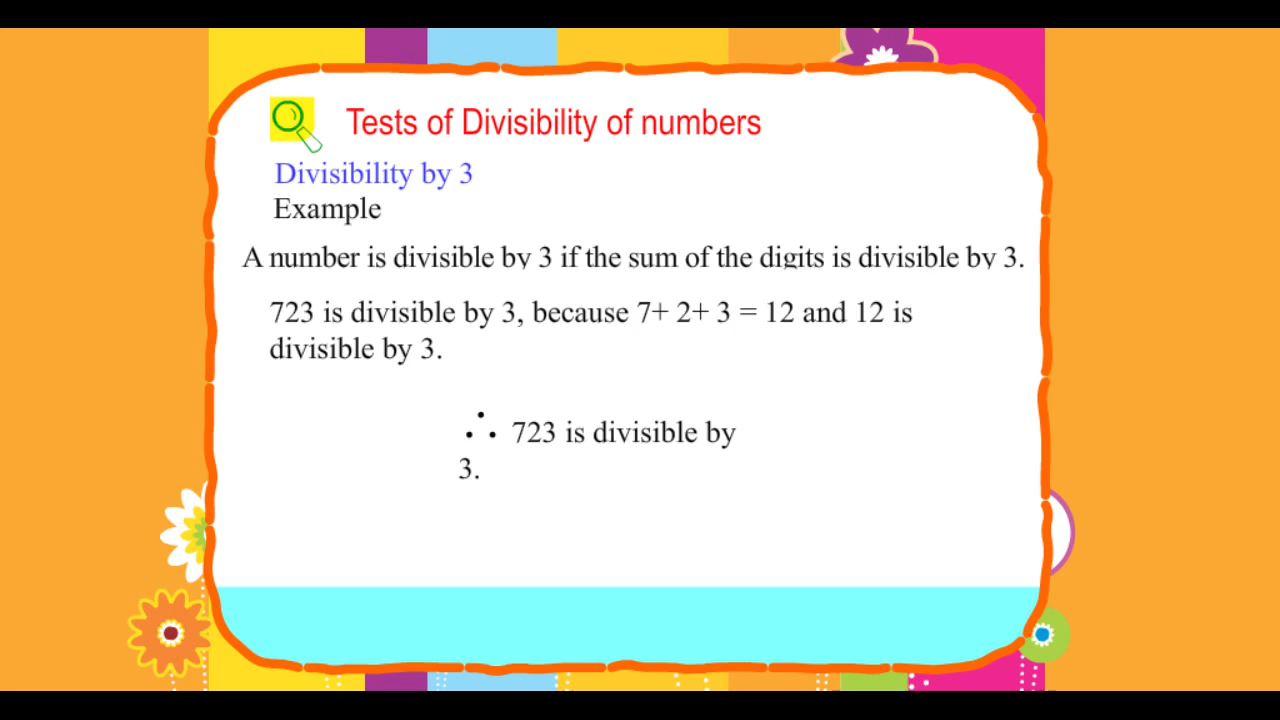 Tests of Divisibility of numbers
Divisibility by 3
Example
A number is divisible by 3 if the sum of the digits is divisible by 3.
723 is divisible by 3, because 7+ 2+ 3 = 12 and 12 is
divisible by 3.
∴ 723 is divisible by
3.